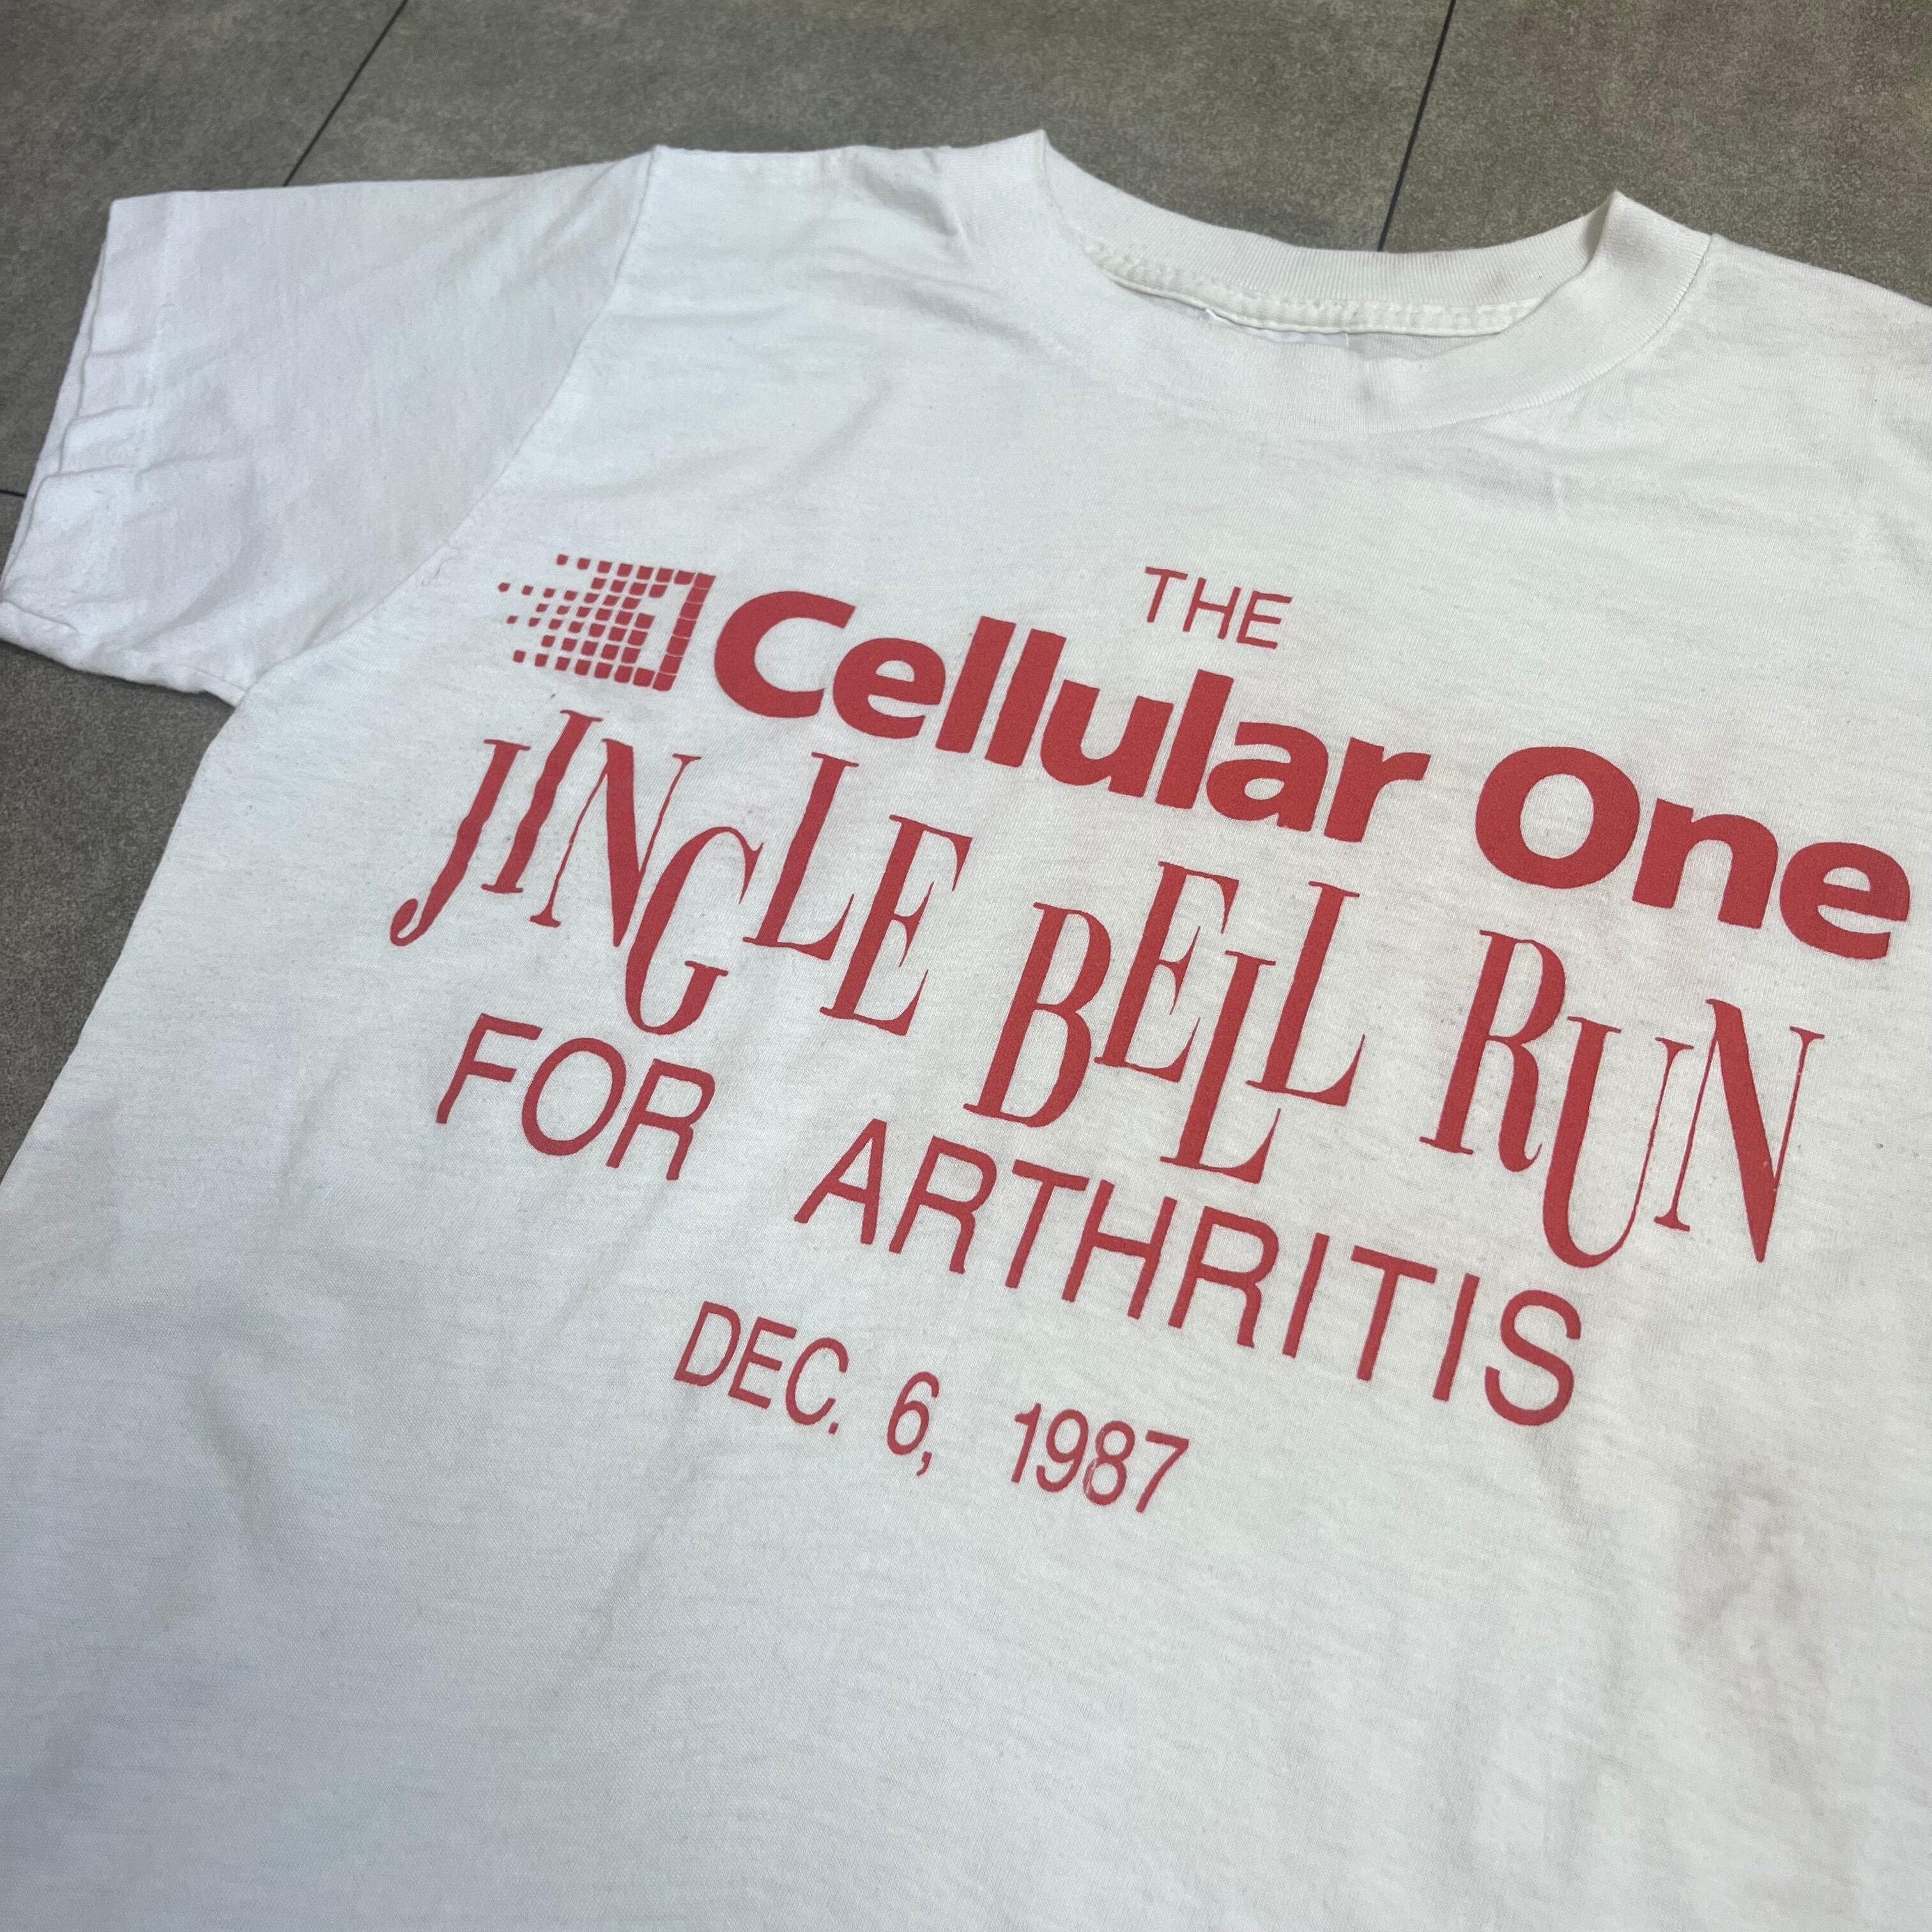 THE
Cellular One
JINGLE BELL RUN
FOR ARTHRITIS
DEC. 6, 1987